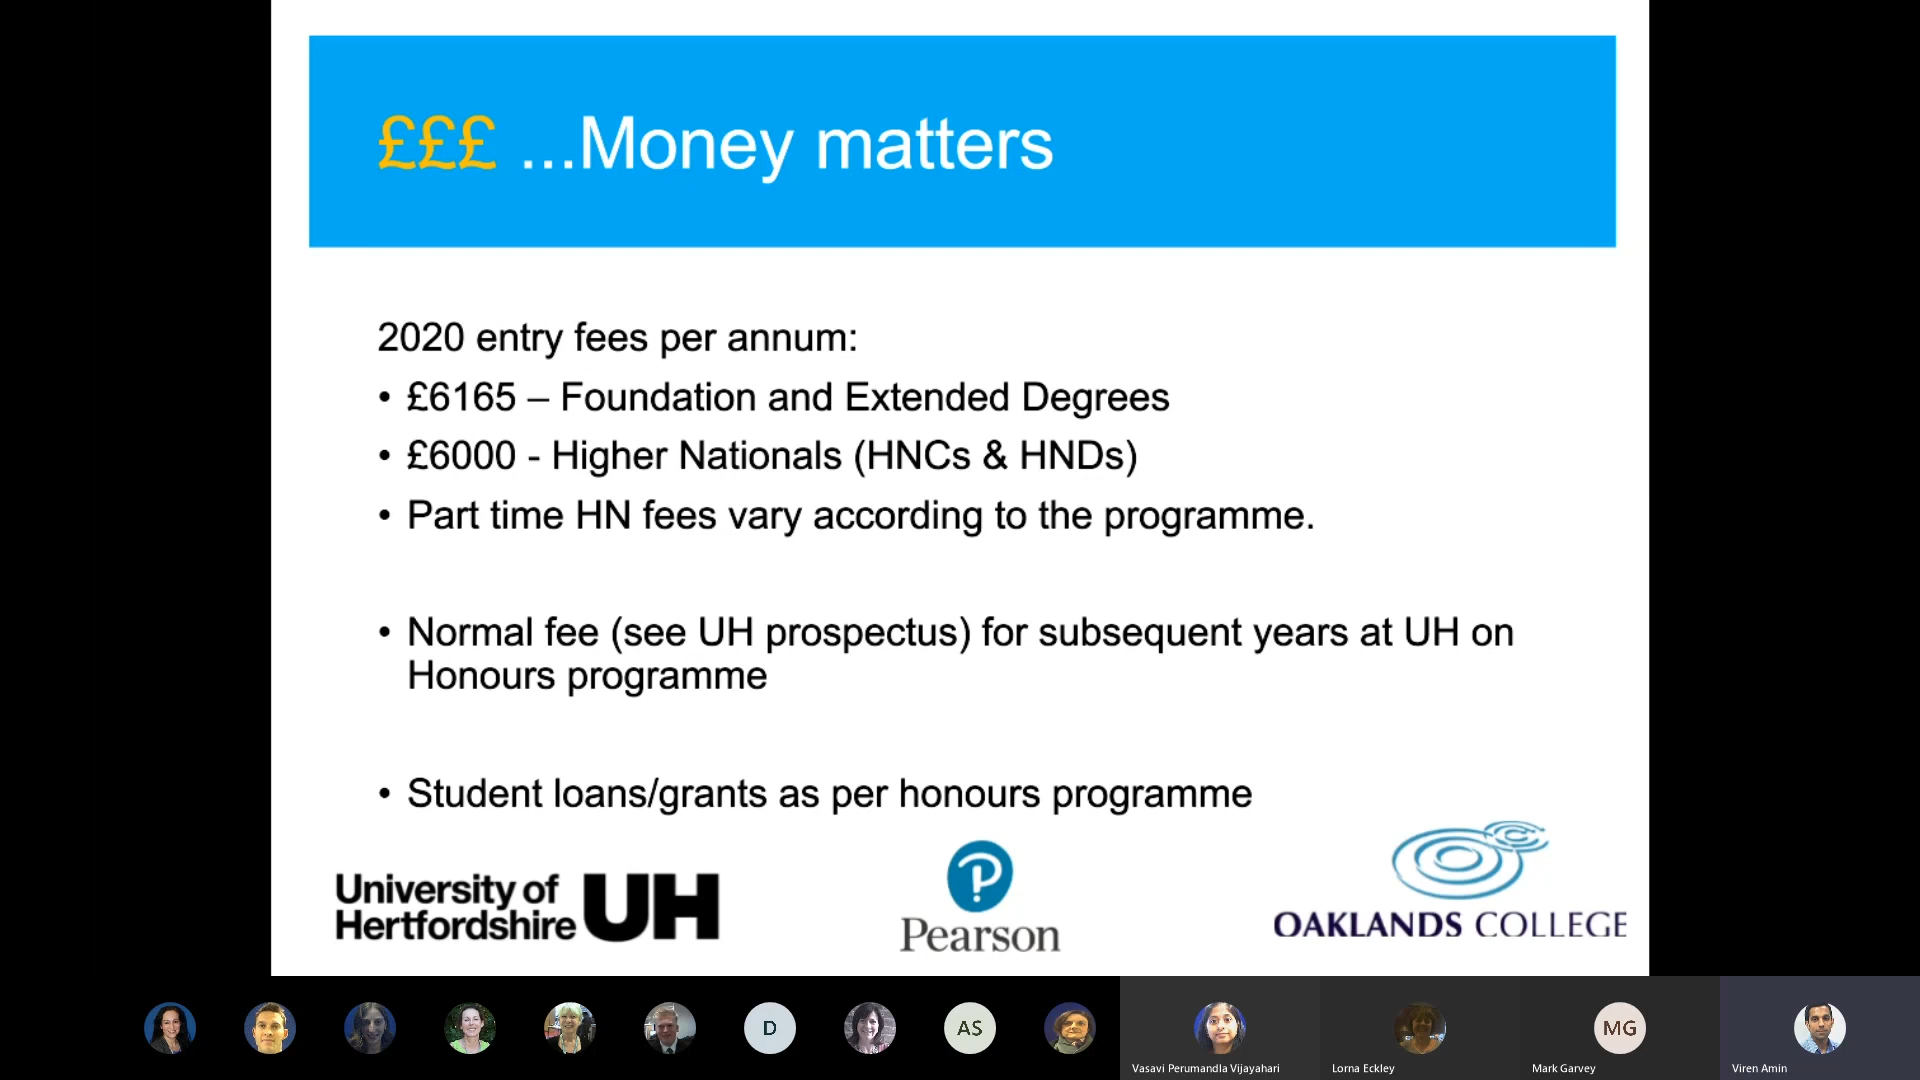 £££ ...Money matters
2020 entry fees per annum:
• £6165 – Foundation and Extended Degrees
• £6000 - Higher Nationals (HNCs & HNDs)
• Part time HN fees vary according to the programme.
• Normal fee (see UH prospectus) for subsequent years at UH on
Honours programme
• Student loans/grants as per honours programme
University of
Hertfordshire UH
Pearson
OAKLANDS COLLEGE
D
AS
MG
Vasavi Perumandla Vijayahari
Lorna Eckley
Mark Garvey
Viren Amin